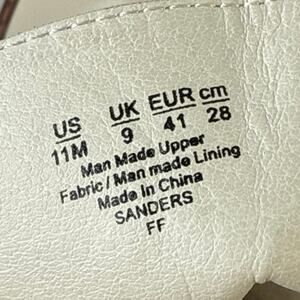 US UK EUR cm
11M 9 41 28
Man Made Upper
Fabric/Man made Lining
Made In China
SANDERS
FF